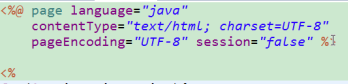 <%@ page language="java"
contentType="text/html; charset=UTF-8"
pageEncoding="UTF-8" session="false" %>
<%